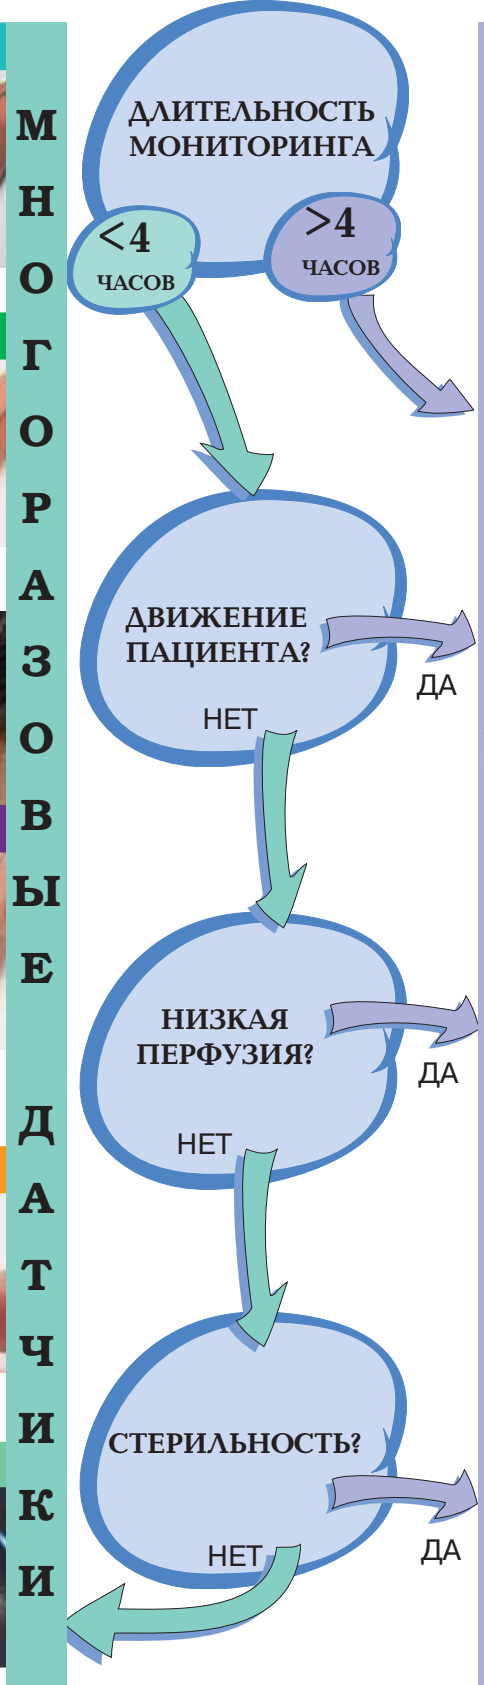 МНОГОРАЗОВЫЕ ДАТЧИКИ
ДЛИТЕЛЬНОСТЬ
МОНИТОРИНГА
<4
ЧАСОВ
>4
ЧАСОВ
ДВИЖЕНИЕ
ПАЦИЕНТА?
ДА
НЕТ
НИЗКАЯ
ПЕРФУЗИЯ?
ДА
НЕТ
СТЕРИЛЬНОСТЬ?
ДА
НЕТ